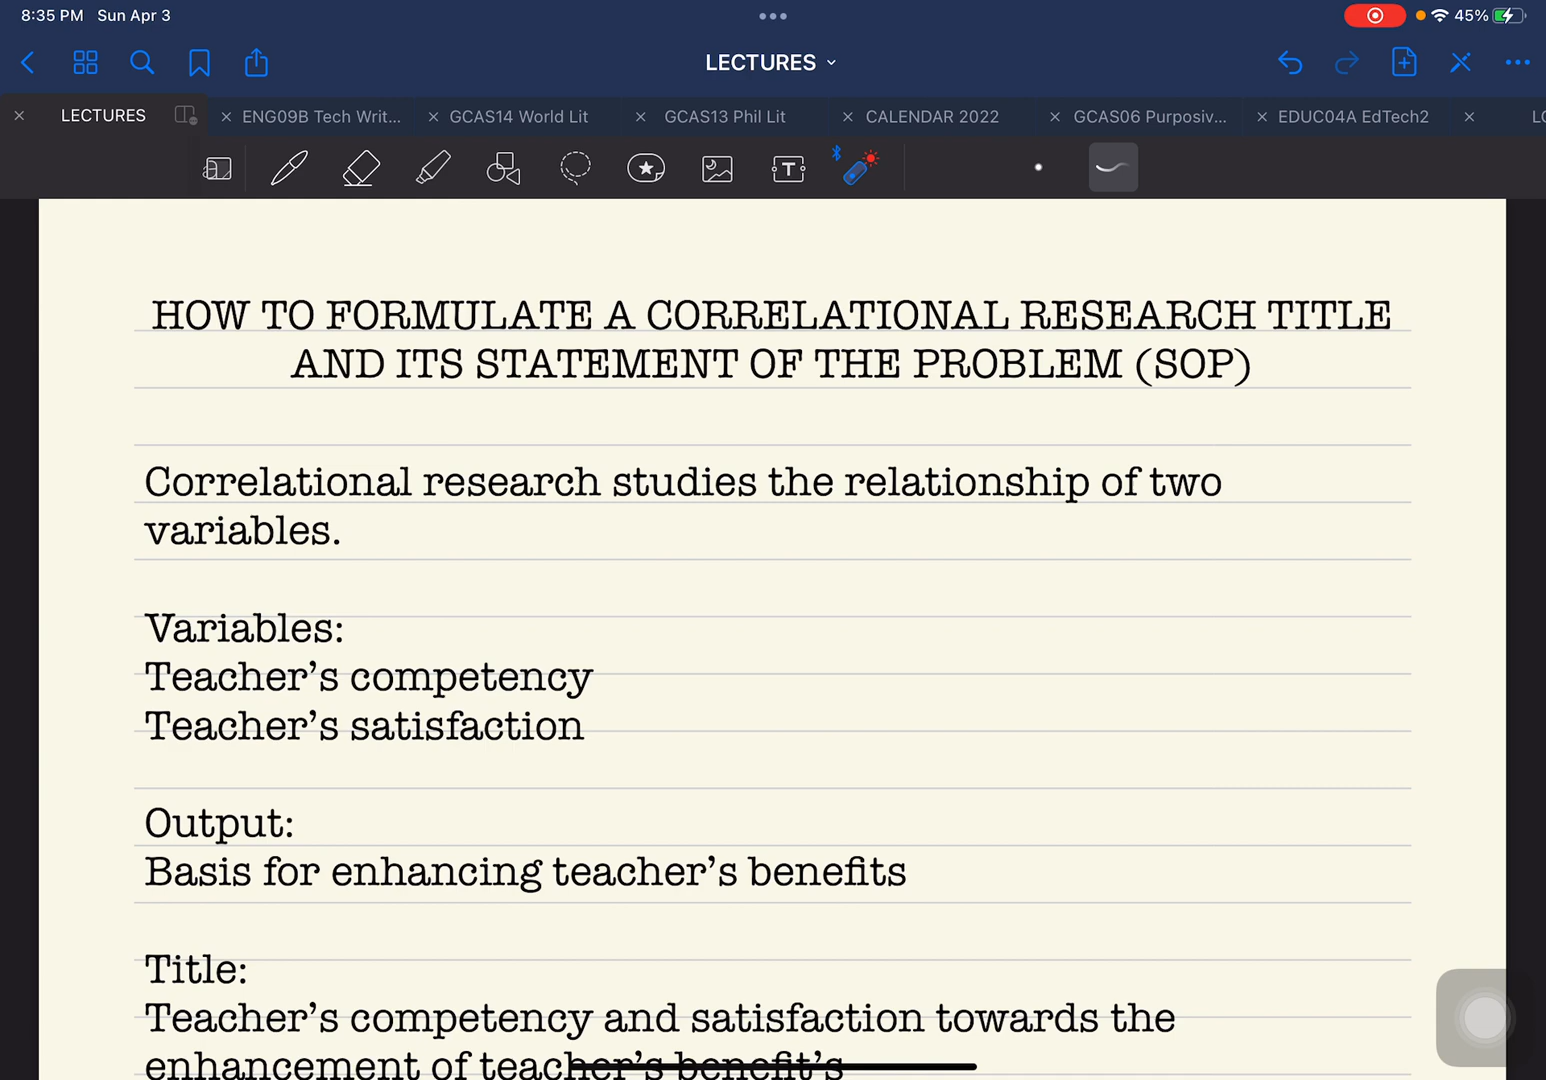 8:35 PM Sun Apr 3
45%
LECTURES
LECTURES
ENG09B Tech Writ...
GCAS14 World Lit
GCAS13 Phil Lit
CALENDAR 2022
GCAS06 Purposiv...
EDUC04A EdTech2
HOW TO FORMULATE A CORRELATIONAL RESEARCH TITLE
AND ITS STATEMENT OF THE PROBLEM (SOP)
Correlational research studies the relationship of two
variables.
Variables:
Teacher's competency
Teacher's satisfaction
Output:
Basis for enhancing teacher's benefits
Title:
Teacher's competency and satisfaction towards the
enhancement of teacher's benefit's